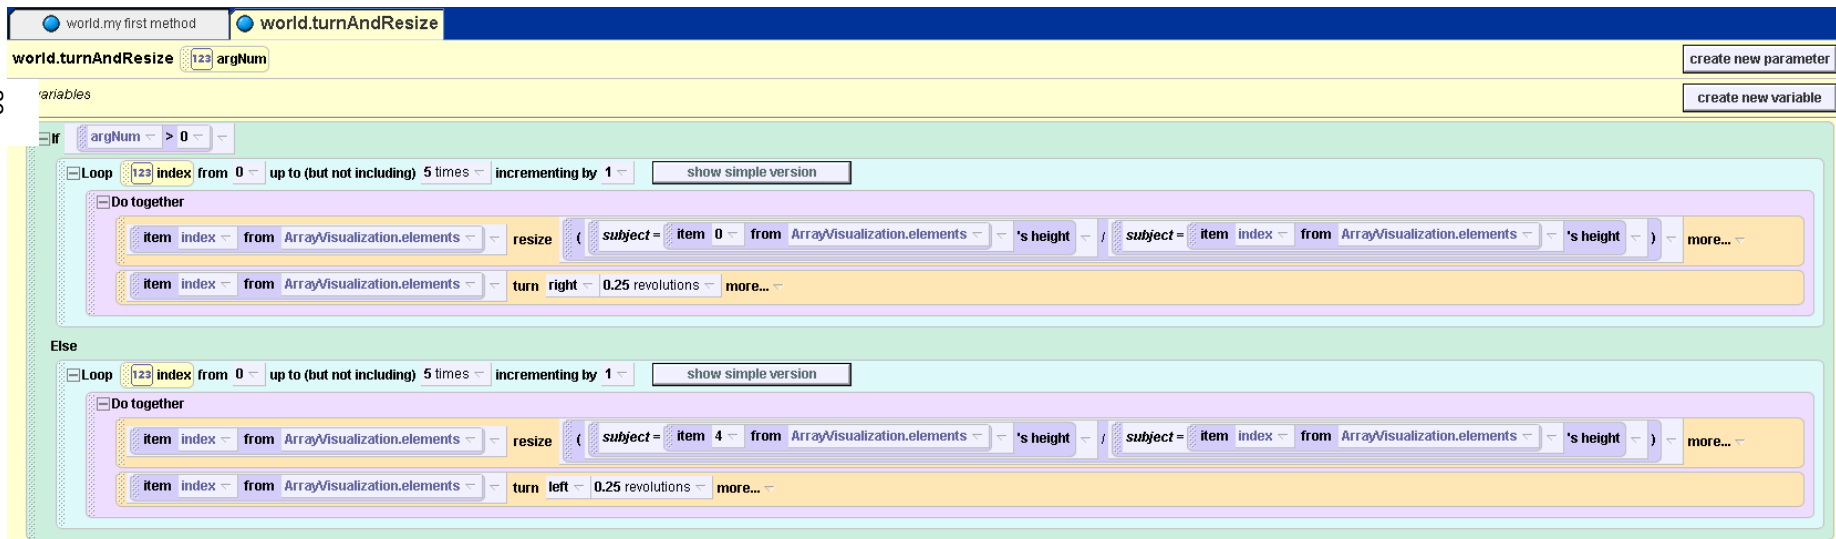 world.my first method world.turnAndResize
world.turnAndResize 123 argNum create new parameter
variables create new variable
If argNum > 0
Loop 123 index from 0 up to (but not including) 5 times incrementing by 1 show simple version
Do together
item index from ArrayVisualization.elements resize ( subject = item 0 from ArrayVisualization.elements 's height / subject = item index from ArrayVisualization.elements 's height ) more...
item index from ArrayVisualization.elements turn right 0.25 revolutions more...
Else
Loop 123 index from 0 up to (but not including) 5 times incrementing by 1 show simple version
Do together
item index from ArrayVisualization.elements resize ( subject = item 4 from ArrayVisualization.elements 's height / subject = item index from ArrayVisualization.elements 's height ) more...
item index from ArrayVisualization.elements turn left 0.25 revolutions more...